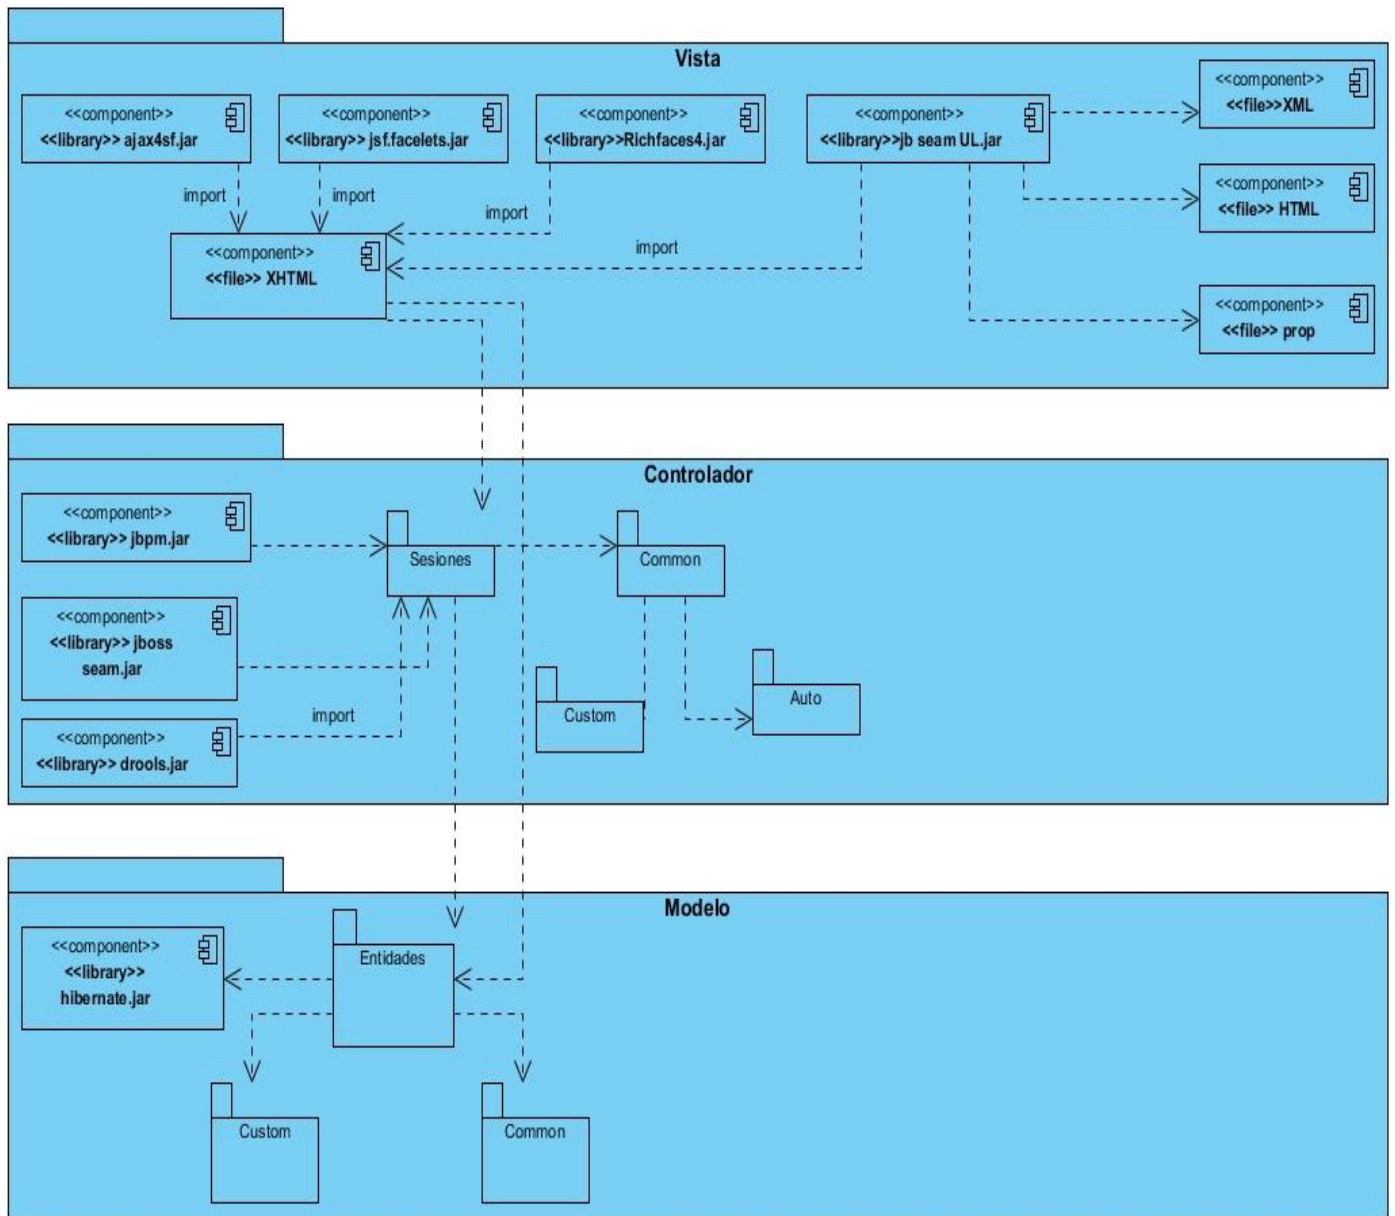 Vista
<<component>>
<<library>> ajax4sf.jar
<<component>>
<<library>> jsf.facelets.jar
<<component>>
<<library>>Richfaces4.jar
<<component>>
<<library>>jb seam UL.jar
<<component>>
<<file>>XML
<<component>>
<<file>> HTML
<<component>>
<<file>> prop
import
import
import
import
<<component>>
<<file>> XHTML
Controlador
<<component>>
<<library>> jbpm.jar
Sesiones
Common
<<component>>
<<library>> jboss
seam.jar
import
<<component>>
<<library>> drools.jar
Custom
Auto
Modelo
<<component>>
<<library>>
hibernate.jar
Entidades
Custom
Common